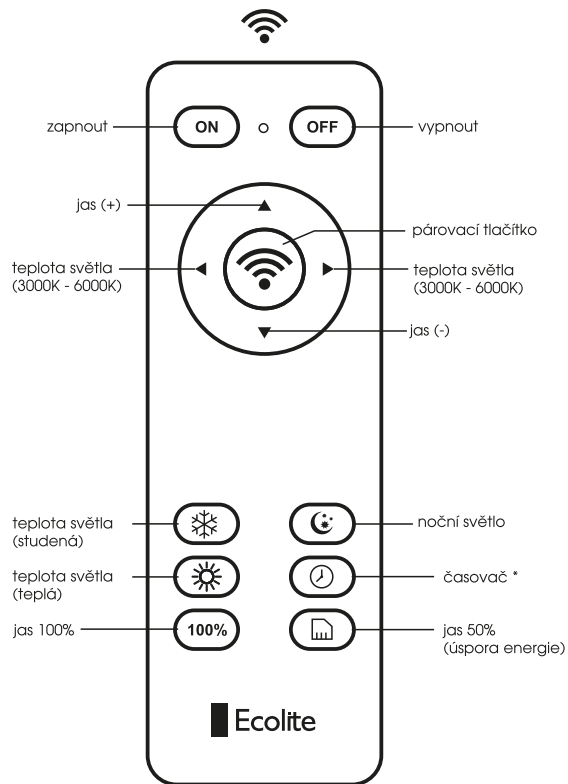 zapnout
ON
OFF
vypnout
jas (+)
párovací tlačítko
teplota světla
(3000K - 6000K)
teplota světla
(3000K - 6000K)
jas (-)
teplota světla
(studená)
noční světlo
teplota světla
(teplá)
časovač *
jas 100%
100%
jas 50%
(úspora energie)
Ecolite